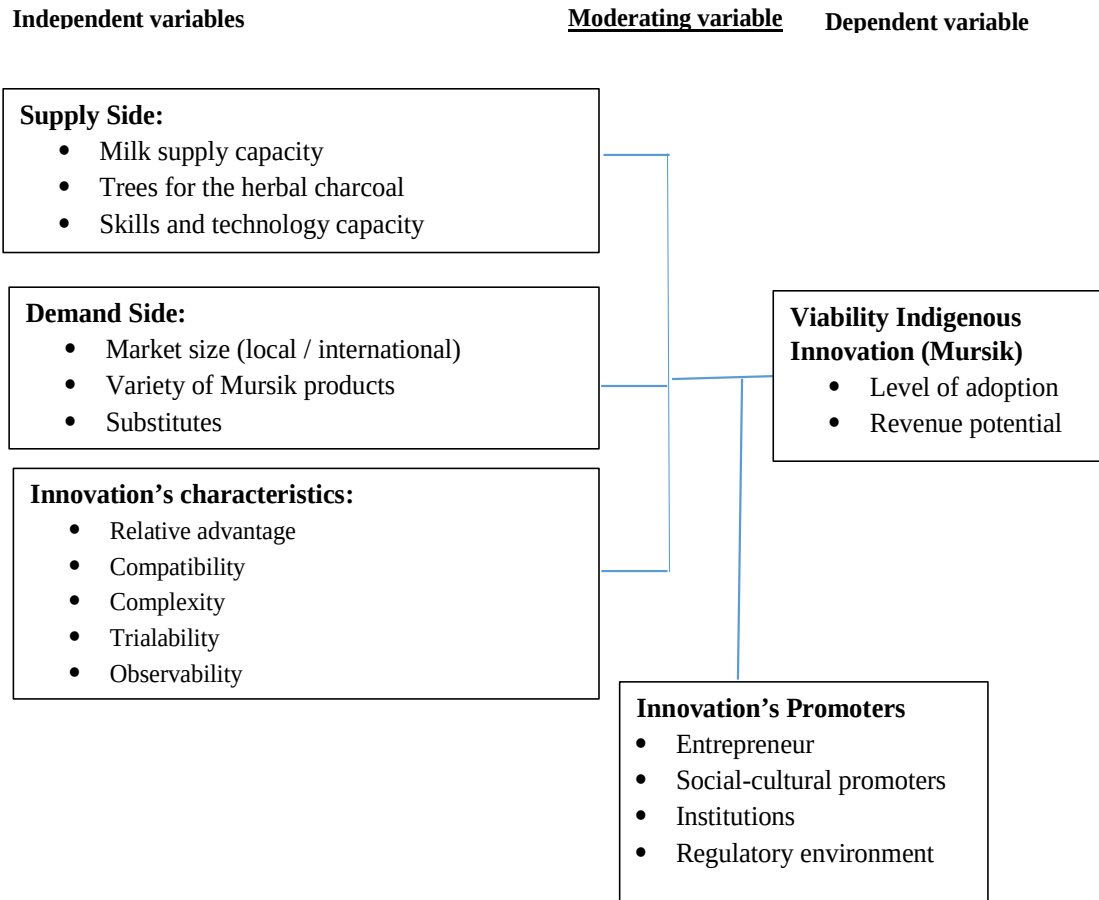 Independent variables
Moderating variable
Dependent variable
Supply Side:
• Milk supply capacity
• Trees for the herbal charcoal
• Skills and technology capacity
Demand Side:
• Market size (local / international)
• Variety of Mursik products
• Substitutes
Innovation’s characteristics:
• Relative advantage
• Compatibility
• Complexity
• Trialability
• Observability
Viability Indigenous
Innovation (Mursik)
• Level of adoption
• Revenue potential
Innovation’s Promoters
• Entrepreneur
• Social-cultural promoters
• Institutions
• Regulatory environment